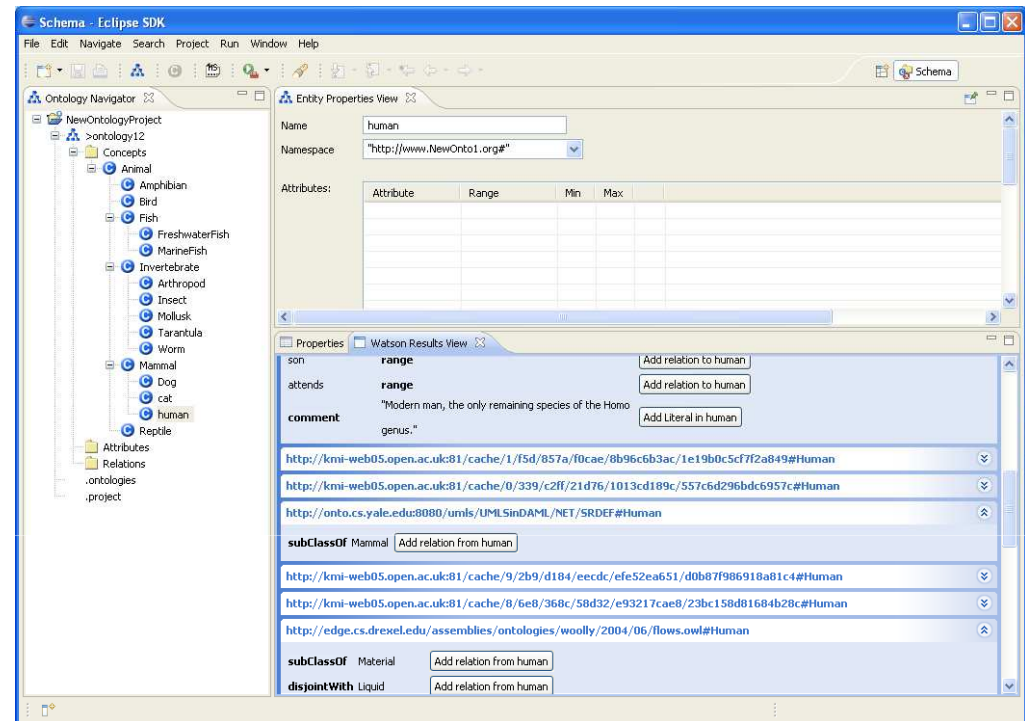 Schema - Eclipse SDK
File Edit Navigate Search Project Run Window Help
Schema
Ontology Navigator
NewOntologyProject
>ontology12
Concepts
Animal
Amphibian
Bird
Fish
FreshwaterFish
MarineFish
Invertebrate
Arthropod
Insect
Mollusk
Tarantula
Worm
Mammal
Dog
cat
human
Reptile
Attributes
Relations
.ontologies
.project
Entity Properties View
Name human
Namespace "http://www.NewOnto1.org#"
Attributes: Attribute Range Min Max
Properties Watson Results View
son range Add relation to human
attends range Add relation to human
comment "Modern man, the only remaining species of the Homo genus." Add Literal in human
http://kmi-web05.open.ac.uk:81/cache/1/f5d/857a/f0cae/8b96c6b3ac/1e19b0c5cf7f2a849#Human
http://kmi-web05.open.ac.uk:81/cache/0/339/c2ff/21d76/1013cd189c/557c6d296bdc6957c#Human
http://onto.cs.yale.edu:8080/umls/UMLSinDAML/NET/SRDEF#Human
subClassOf Mammal Add relation from human
http://kmi-web05.open.ac.uk:81/cache/9/2b9/d184/eecdc/efe52ea651/d0b87f986918a81c4#Human
http://kmi-web05.open.ac.uk:81/cache/8/6e8/368c/58d32/e93217cae8/23bc158d81684b28c#Human
http://edge.cs.drexel.edu/assemblies/ontologies/woolly/2004/06/flows.owl#Human
subClassOf Material Add relation from human
disjointWith Liquid Add relation from human